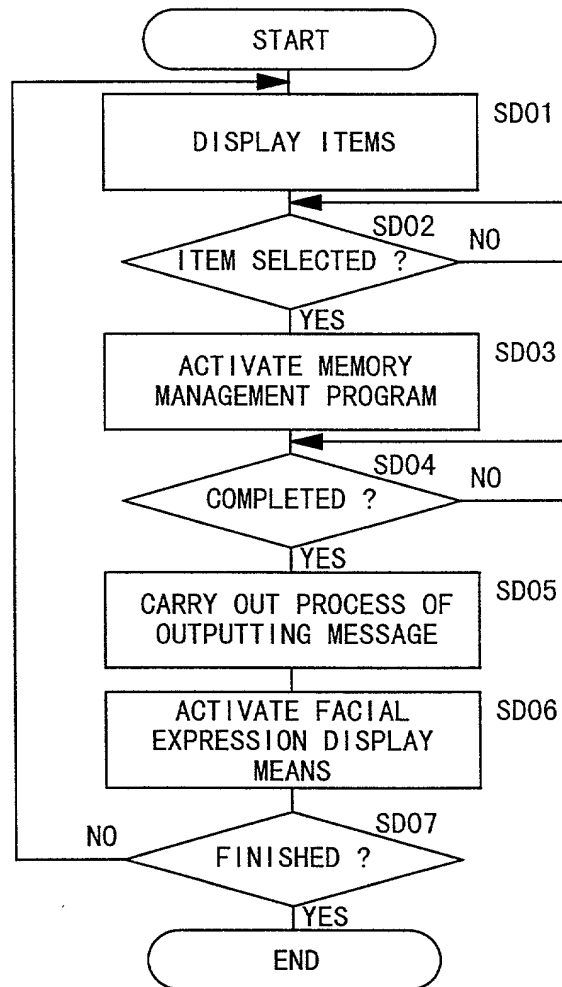 START
DISPLAY ITEMS
SD01
SD02
ITEM SELECTED ?
NO
YES
ACTIVATE MEMORY
MANAGEMENT PROGRAM
SD03
SD04
COMPLETED ?
NO
YES
CARRY OUT PROCESS OF
OUTPUTTING MESSAGE
SD05
ACTIVATE FACIAL
EXPRESSION DISPLAY
MEANS
SD06
SD07
NO
FINISHED ?
YES
END